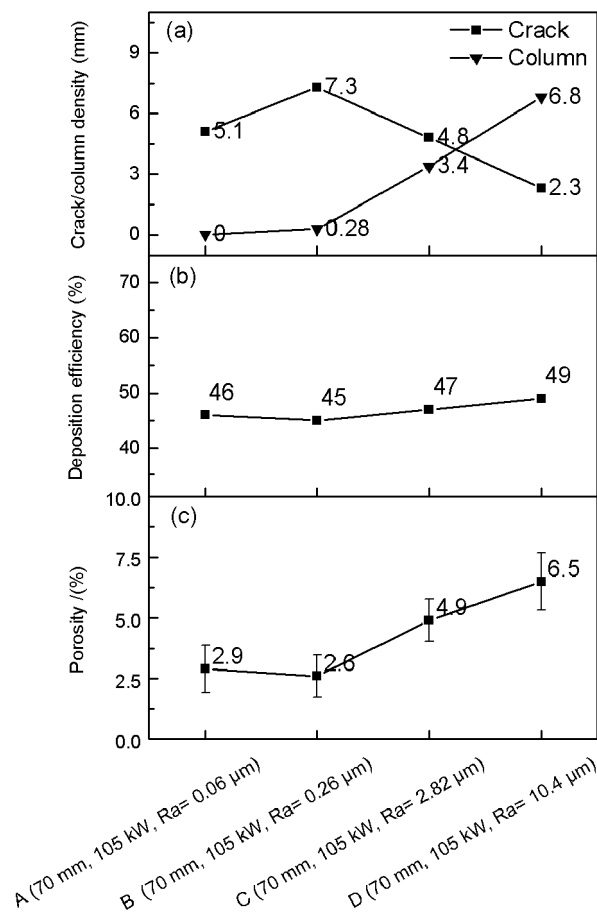 (a)
Crack
Column
Crack/column density (mm)
9
6
3
0
5.1
7.3
4.8
2.3
0
0.28
3.4
6.8
(b)
Deposition efficiency (%)
70
60
50
40
46
45
47
49
(c)
Porosity /(%)
10.0
7.5
5.0
2.5
0.0
2.9
2.6
4.9
6.5
A (70 mm, 105 kW, Ra= 0.06 μm)
B (70 mm, 105 kW, Ra= 0.26 μm)
C (70 mm, 105 kW, Ra= 2.82 μm)
D (70 mm, 105 kW, Ra= 10.4 μm)